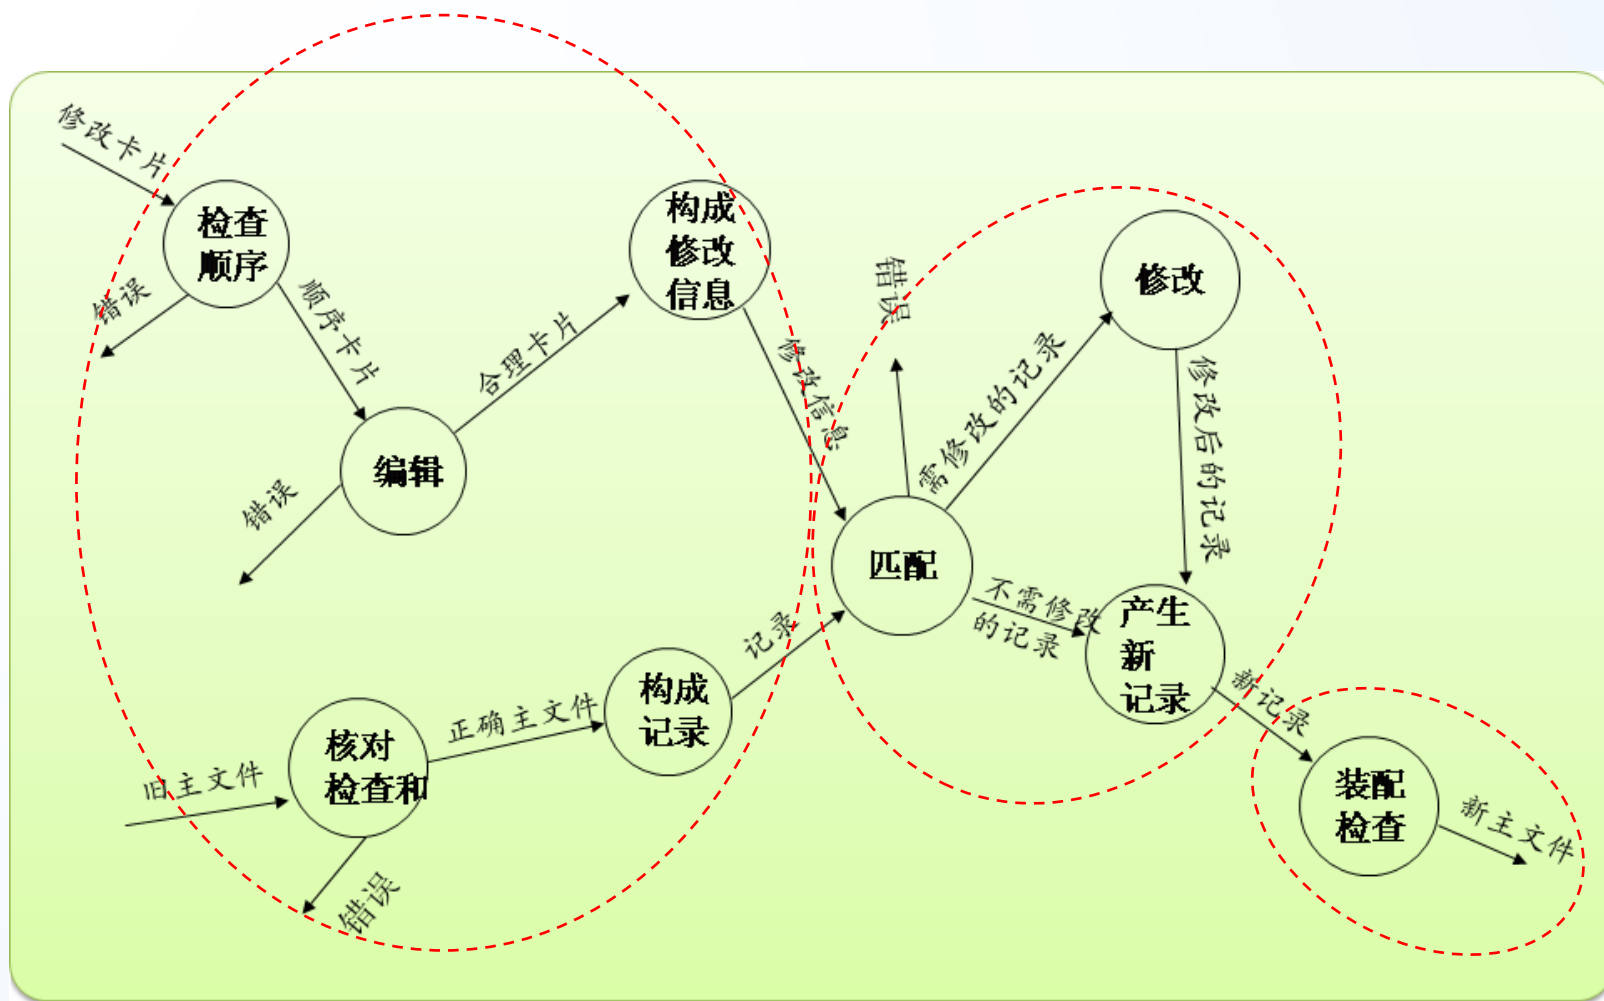 修改卡片
检查
顺序
错误
顺序卡片
编辑
错误
合理卡片
构成
修改
信息
修改信息
旧主文件
核对
检查和
错误
正确主文件
构成
记录
记录
匹配
错误
需修改的记录
修改
修改后的记录
不需修改
的记录
产生
新
记录
新记录
装配
检查
新主文件